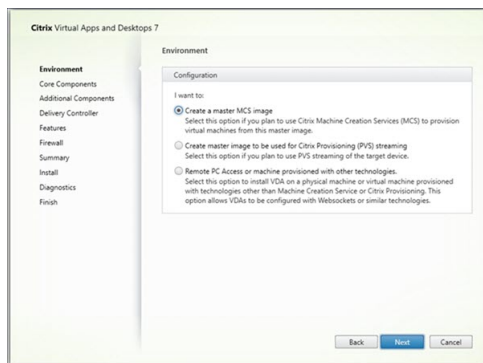 Citrix Virtual Apps and Desktops 7
Environment
Environment
Core Components
Additional Components
Delivery Controller
Features
Firewall
Summary
Install
Diagnostics
Finish
Configuration
I want to:
Create a master MCS image
Select this option if you plan to use Citrix Machine Creation Services (MCS) to provision
virtual machines from this master image.
Create master image to be used for Citrix Provisioning (PVS) streaming
Select this option if you plan to use PVS streaming of the target device.
Remote PC Access or machine provisioned with other technologies.
Select this option to install VDA on a physical machine or virtual machine provisioned
with technologies other than Machine Creation Service or Citrix Provisioning. This
option allows VDAs to be configured with Websockets or similar technologies.
Back
Next
Cancel